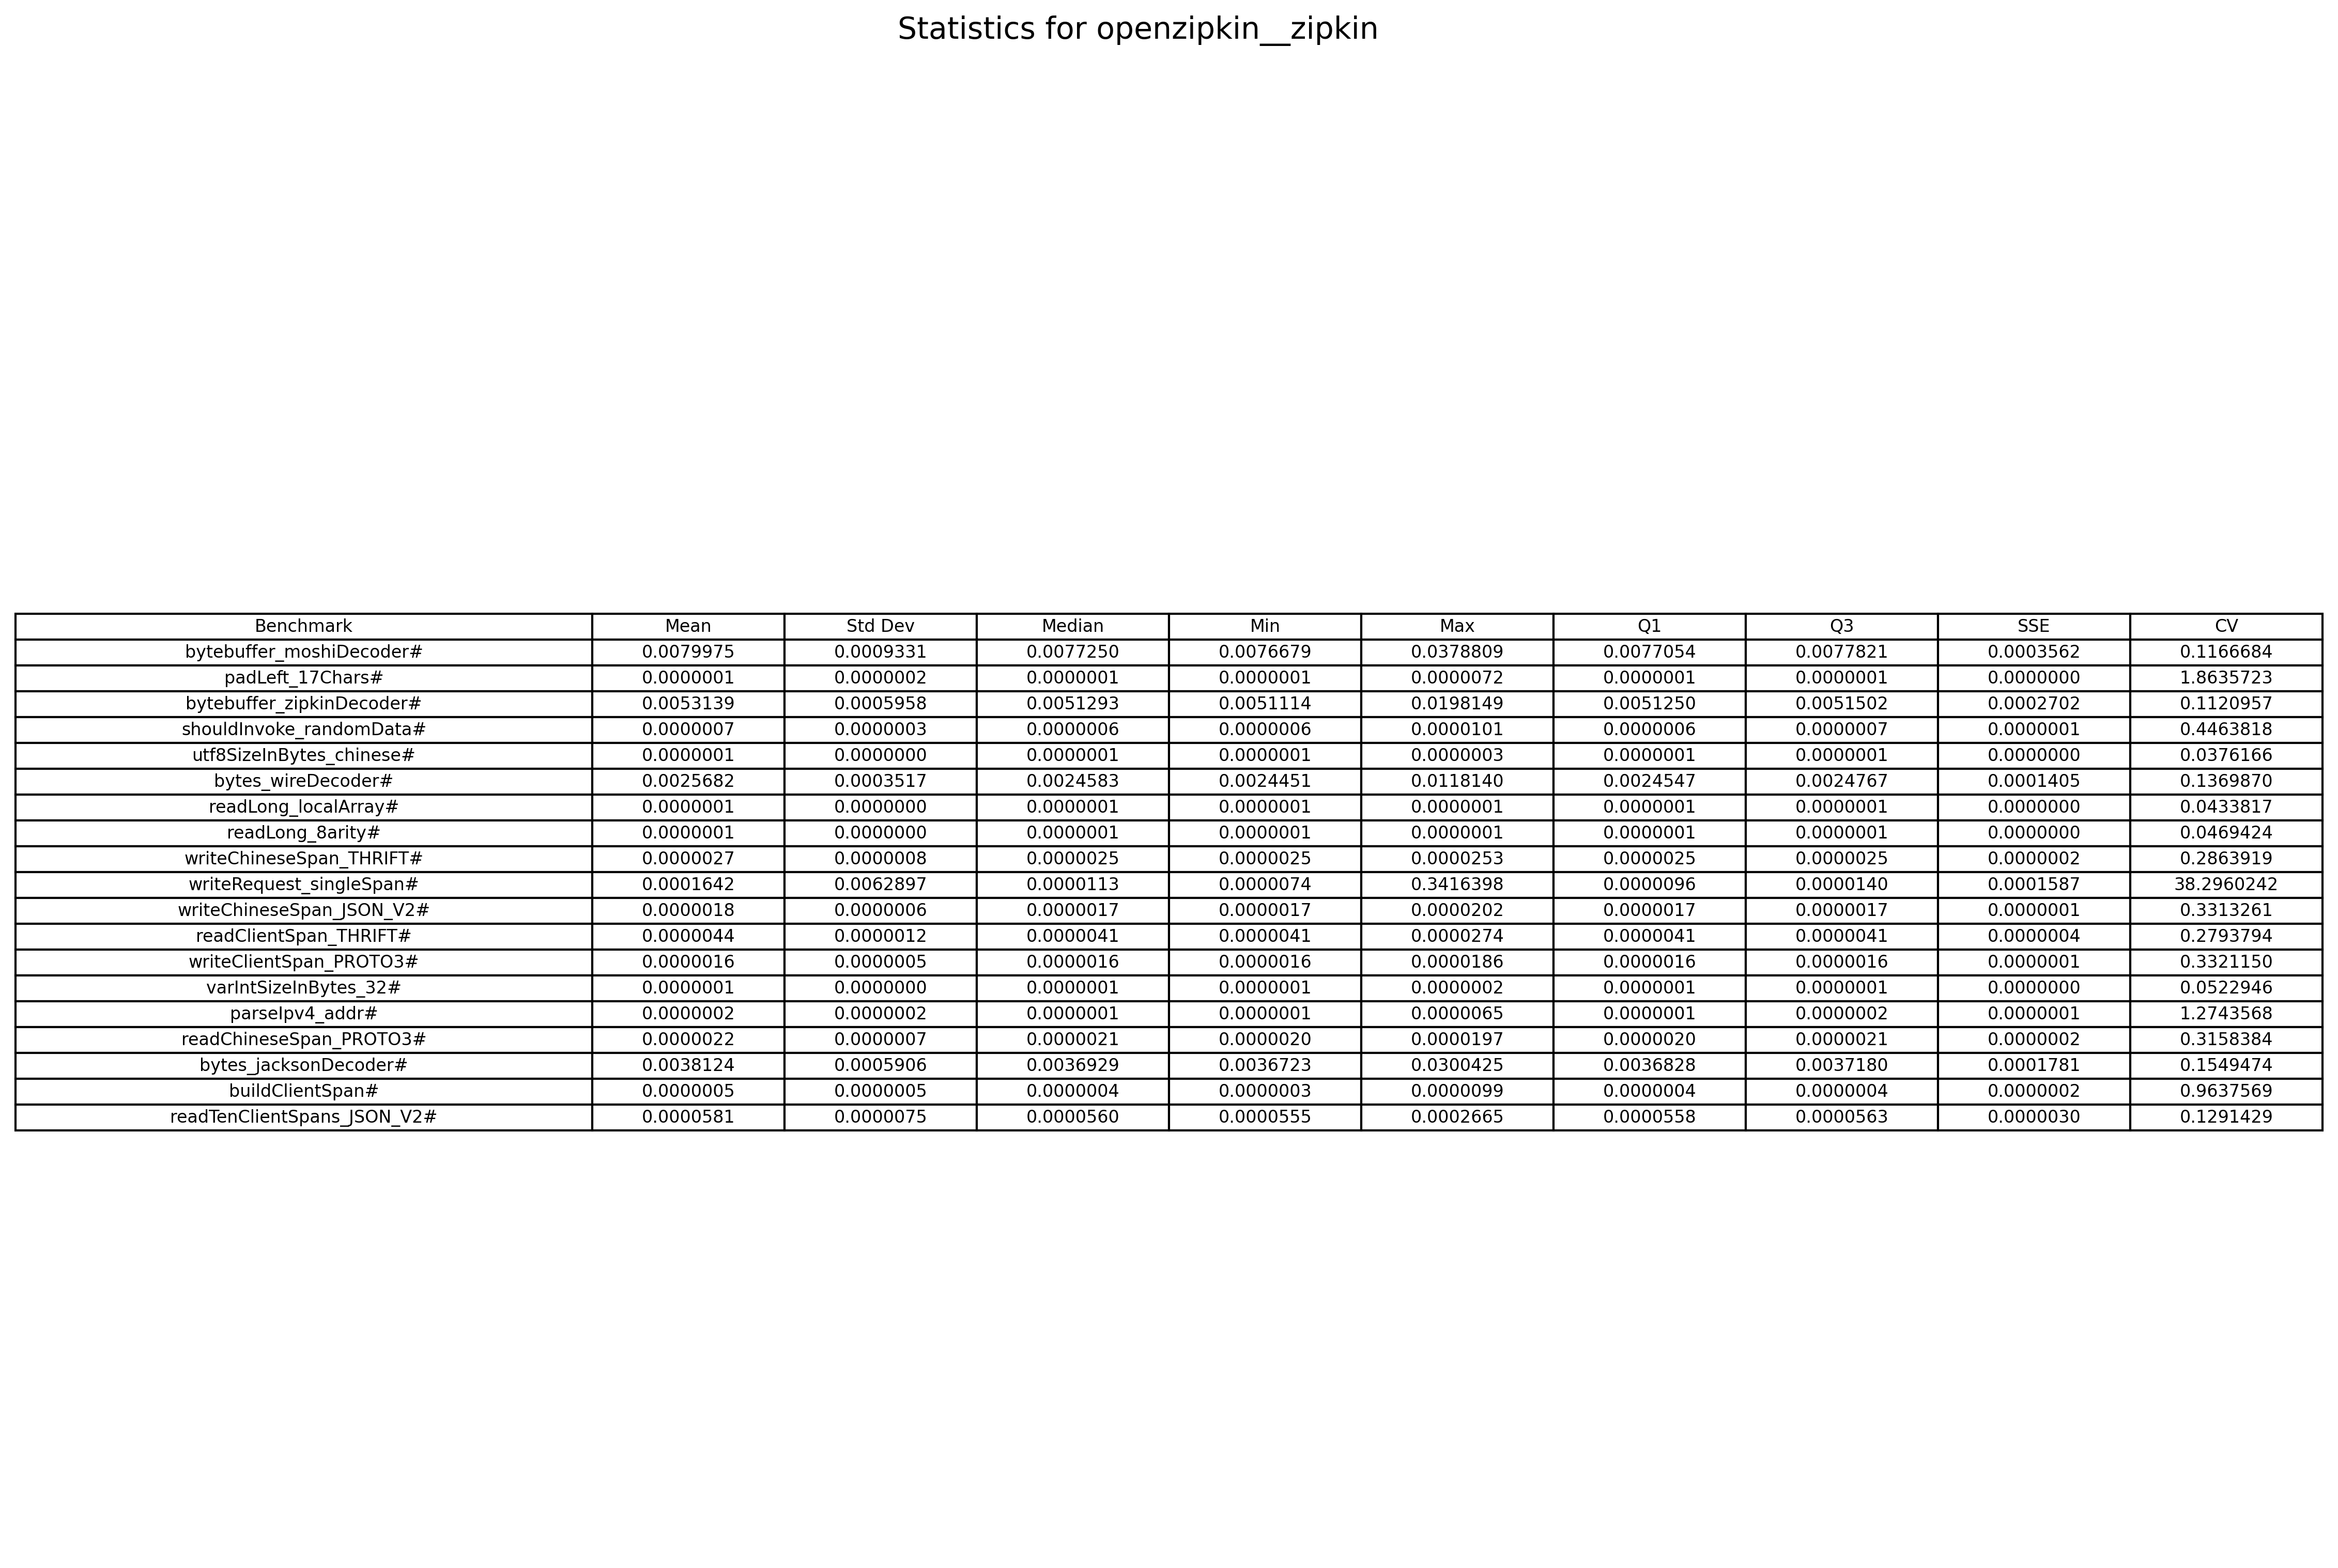 Statistics for openzipkin__zipkin
Benchmark Mean Std Dev Median Min Max Q1 Q3 SSE CV
bytebuffer_moshiDecoder# 0.0079975 0.0009331 0.0077250 0.0076679 0.0378809 0.0077054 0.0077821 0.0003562 0.1166684
padLeft_17Chars# 0.0000001 0.0000002 0.0000001 0.0000001 0.0000072 0.0000001 0.0000001 0.0000000 1.8635723
bytebuffer_zipkinDecoder# 0.0053139 0.0005958 0.0051293 0.0051114 0.0198149 0.0051250 0.0051502 0.0002702 0.1120957
shouldInvoke_randomData# 0.0000007 0.0000003 0.0000006 0.0000006 0.0000101 0.0000006 0.0000007 0.0000001 0.4463818
utf8SizeInBytes_chinese# 0.0000001 0.0000000 0.0000001 0.0000001 0.0000003 0.0000001 0.0000001 0.0000000 0.0376166
bytes_wireDecoder# 0.0025682 0.0003517 0.0024583 0.0024451 0.0118140 0.0024547 0.0024767 0.0001405 0.1369870
readLong_localArray# 0.0000001 0.0000000 0.0000001 0.0000001 0.0000001 0.0000001 0.0000001 0.0000000 0.0433817
readLong_8arity# 0.0000001 0.0000000 0.0000001 0.0000001 0.0000001 0.0000001 0.0000001 0.0000000 0.0469424
writeChineseSpan_THRIFT# 0.0000027 0.0000008 0.0000025 0.0000025 0.0000253 0.0000025 0.0000025 0.0000002 0.2863919
writeRequest_singleSpan# 0.0001642 0.0062897 0.0000113 0.0000074 0.3416398 0.0000096 0.0000140 0.0001587 38.2960242
writeChineseSpan_JSON_V2# 0.0000018 0.0000006 0.0000017 0.0000017 0.0000202 0.0000017 0.0000017 0.0000001 0.3313261
readClientSpan_THRIFT# 0.0000044 0.0000012 0.0000041 0.0000041 0.0000274 0.0000041 0.0000041 0.0000004 0.2793794
writeClientSpan_PROTO3# 0.0000016 0.0000005 0.0000016 0.0000016 0.0000186 0.0000016 0.0000016 0.0000001 0.3321150
varIntSizeInBytes_32# 0.0000001 0.0000000 0.0000001 0.0000001 0.0000002 0.0000001 0.0000001 0.0000000 0.0522946
parseIpv4_addr# 0.0000002 0.0000002 0.0000001 0.0000001 0.0000065 0.0000001 0.0000002 0.0000001 1.2743568
readChineseSpan_PROTO3# 0.0000022 0.0000007 0.0000021 0.0000020 0.0000197 0.0000020 0.0000021 0.0000002 0.3158384
bytes_jacksonDecoder# 0.0038124 0.0005906 0.0036929 0.0036723 0.0300425 0.0036828 0.0037180 0.0001781 0.1549474
buildClientSpan# 0.0000005 0.0000005 0.0000004 0.0000003 0.0000099 0.0000004 0.0000004 0.0000002 0.9637569
readTenClientSpans_JSON_V2# 0.0000581 0.0000075 0.0000560 0.0000555 0.0002665 0.0000558 0.0000563 0.0000030 0.1291429